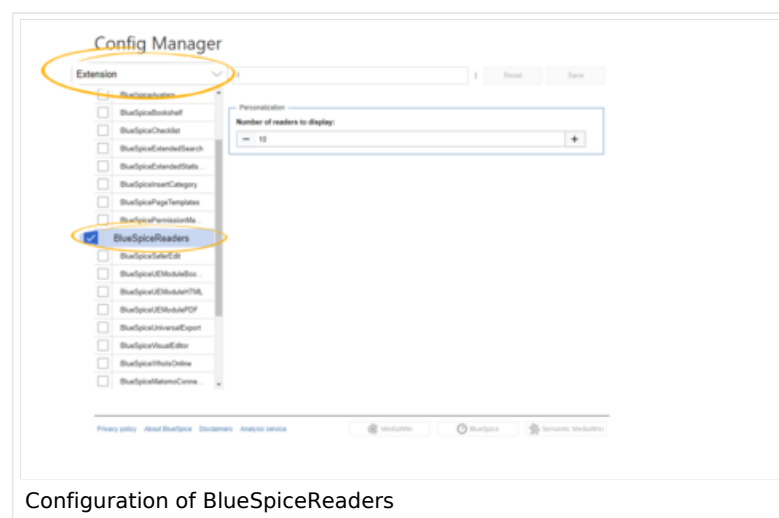 Config Manager
Extension
Reset
Save
BlueSpiceAvatars
BlueSpiceBookshelf
BlueSpiceChecklist
BlueSpiceExtendedSearch
BlueSpiceExtendedStatis...
BlueSpiceInsertCategory
BlueSpicePageTemplates
BlueSpicePermissionMa...
BlueSpiceReaders
BlueSpiceSaferEdit
BlueSpiceUEModuleBoo...
BlueSpiceUEModuleHTML
BlueSpiceUEModulePDF
BlueSpiceUniversalExport
BlueSpiceVisualEditor
BlueSpiceWhoIsOnline
BlueSpiceMatomoConne...
Personalization
Number of readers to display:
− 10 +
Privacy policy About BlueSpice Disclaimers Analysis service MediaWiki BlueSpice Semantic MediaWiki
Configuration of BlueSpiceReaders